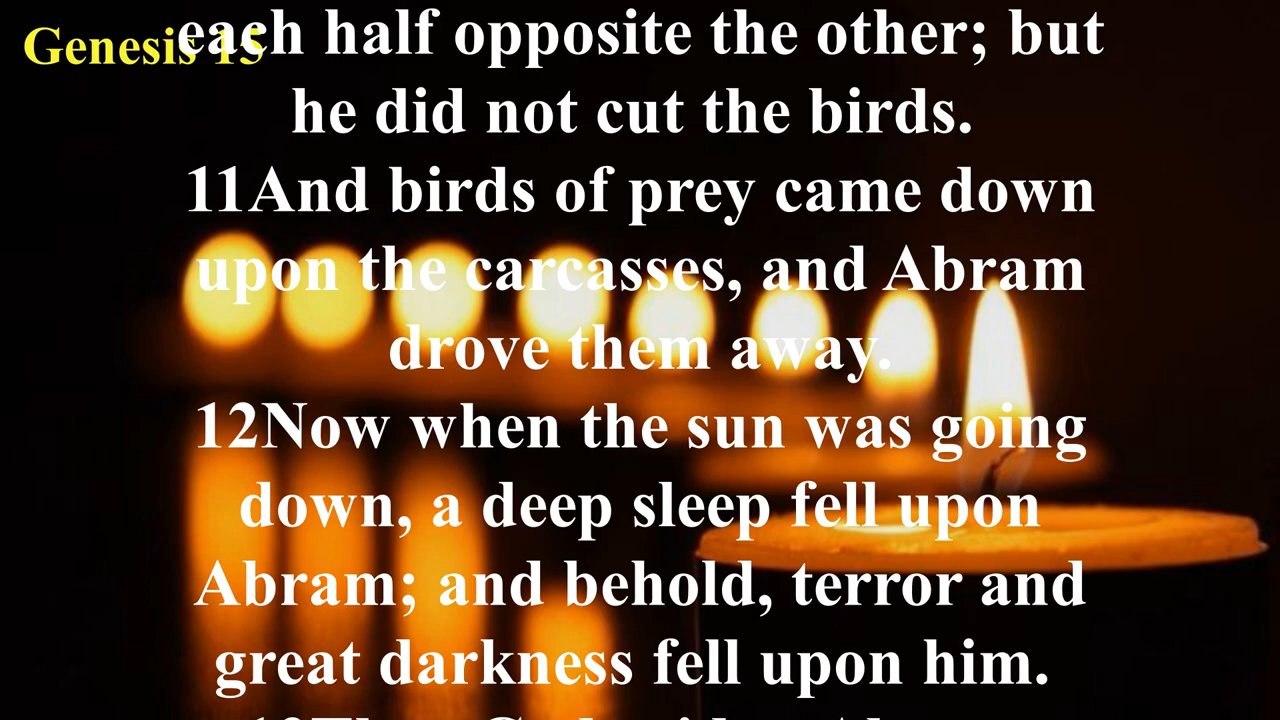 Genesis 15
each half opposite the other; but
he did not cut the birds.
11And birds of prey came down
upon the carcasses, and Abram
drove them away.
12Now when the sun was going
down, a deep sleep fell upon
Abram; and behold, terror and
great darkness fell upon him.